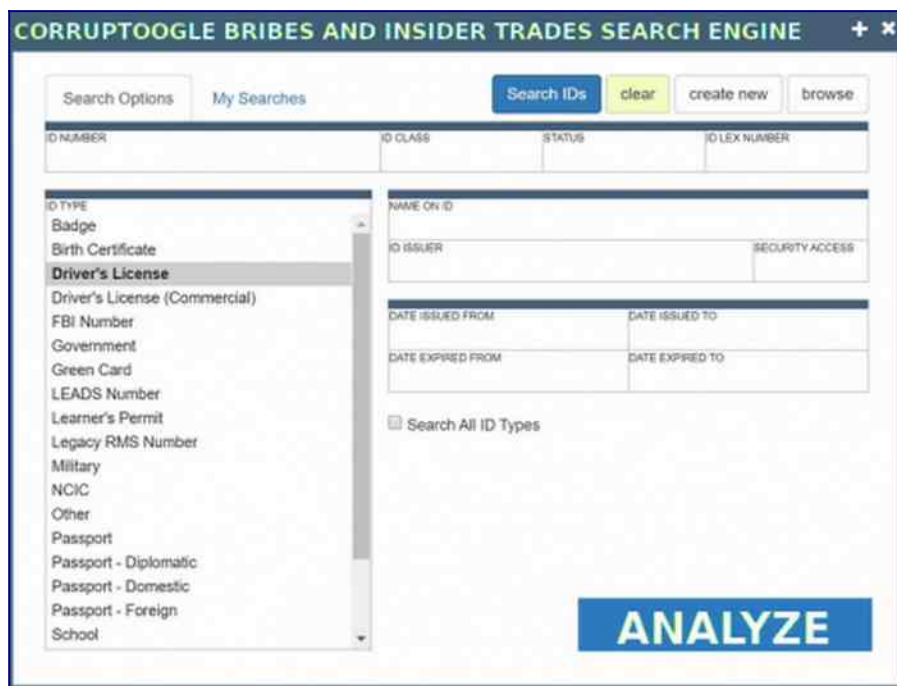 CORRUPTOOGLE BRIBES AND INSIDER TRADES SEARCH ENGINE + ×
Search Options My Searches Search IDs clear create new browse
ID NUMBER ID CLASS STATUS ID LEX NUMBER
ID TYPE
Badge
Birth Certificate
Driver's License
Driver's License (Commercial)
FBI Number
Government
Green Card
LEADS Number
Learner's Permit
Legacy RMS Number
Military
NCIC
Other
Passport
Passport - Diplomatic
Passport - Domestic
Passport - Foreign
School
NAME ON ID
ID ISSUER SECURITY ACCESS
DATE ISSUED FROM DATE ISSUED TO
DATE EXPIRED FROM DATE EXPIRED TO
Search All ID Types
ANALYZE